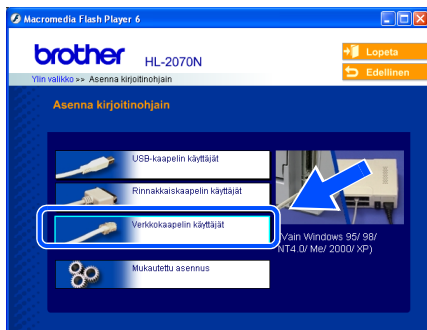 Macromedia Flash Player 6
brother
HL-2070N
Lopeta
Edellinen
Ylin valikko >> Asenna kirjoitinohjain
Asenna kirjoitinohjain
USB-kaapelin käyttäjät
Rinnakkaiskaapelin käyttäjät
Verkkokaapelin käyttäjät
Mukautettu asennus
(Vain Windows 95/ 98/
NT4.0/ Me/ 2000/ XP)